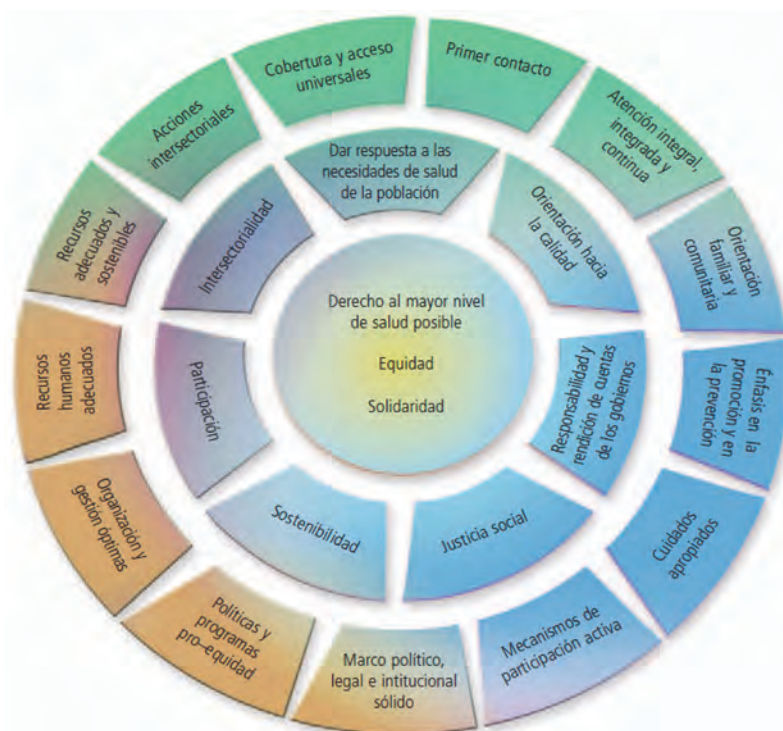 Cobertura y acceso
universales
Primer contacto
Atención integral,
integrada y
continua
Orientación
familiar y
comunitaria
Énfasis en la
promoción y en
la prevención
Cuidados
apropiados
Mecanismos de
participación activa
Marco político,
legal e intitucional
sólido
Políticas y
programas
pro–equidad
Organización y
gestión óptimas
Recursos
humanos
adecuados
Recursos
adecuados y
sostenibles
Acciones
intersectoriales
Dar respuesta a las
necesidades de salud
de la población
Orientación hacia
la calidad
Responsabilidad y
rendición de cuentas
de los gobiernos
Justicia social
Sostenibilidad
Participación
Intersectorialidad
Derecho al mayor nivel
de salud posible
Equidad
Solidaridad